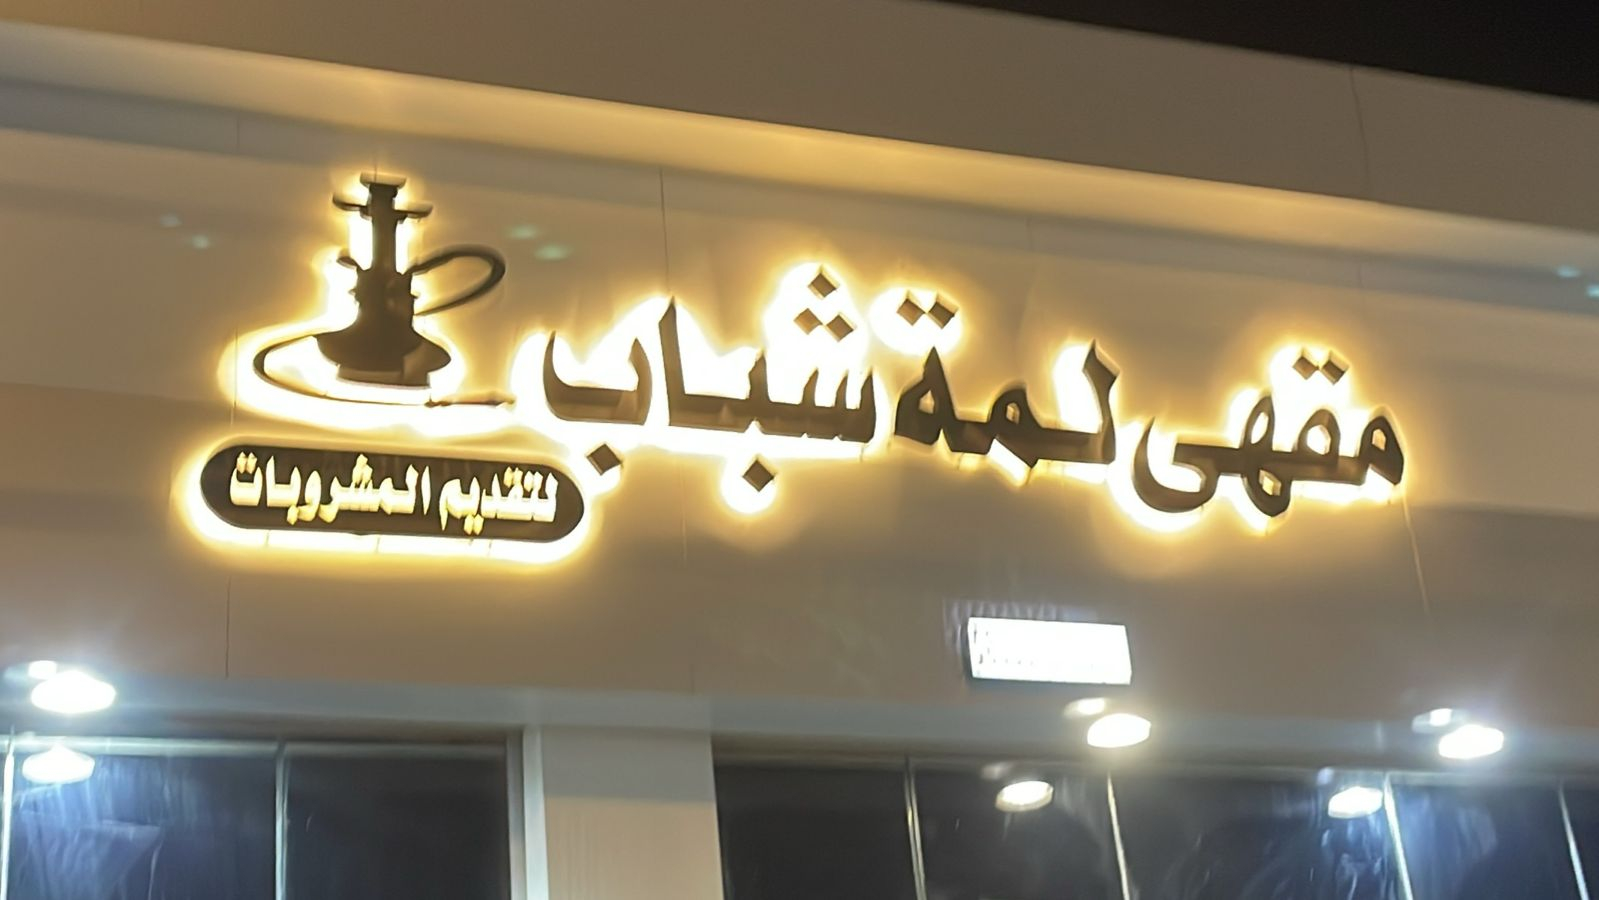 مقهى لمة شباب
لتقديم المشروبات